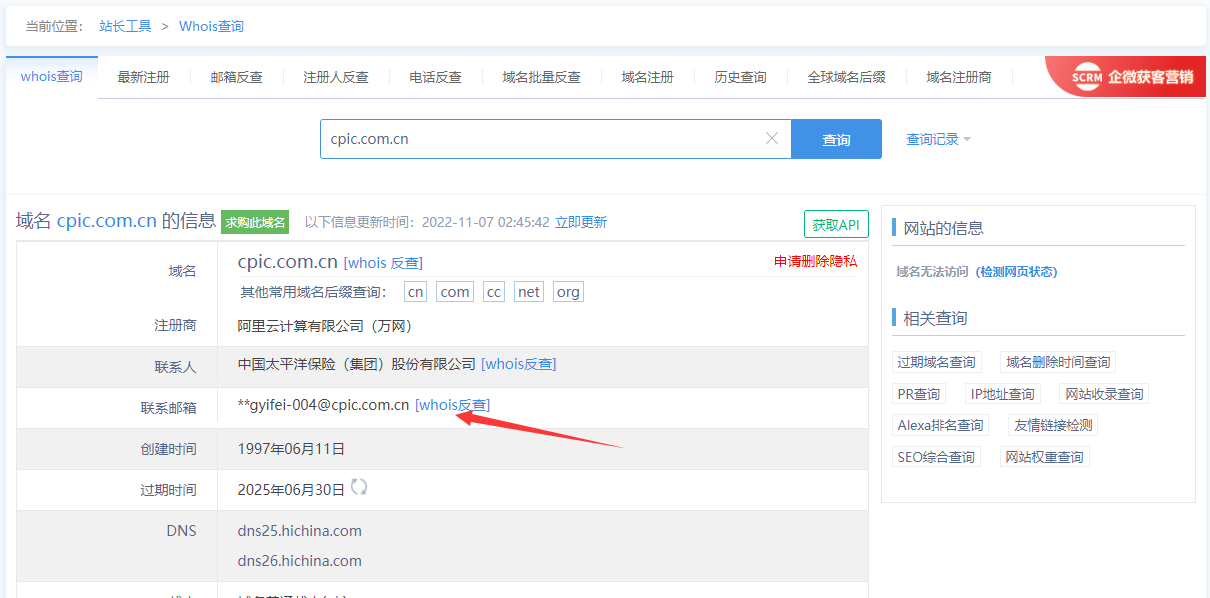 当前位置： 站长工具 > Whois查询
whois查询 最新注册 邮箱反查 注册人反查 电话反查 域名批量反查 域名注册 历史查询 全球域名后缀 域名注册商 SCRM 企微获客营销
cpic.com.cn 查询 查询记录
域名 cpic.com.cn 的信息 求购此域名 以下信息更新时间：2022-11-07 02:45:42 立即更新 获取API
域名 cpic.com.cn [whois 反查] 申请删除隐私
其他常用域名后缀查询： cn com cc net org
注册商 阿里云计算有限公司（万网）
联系人 中国太平洋保险（集团）股份有限公司 [whois反查]
联系邮箱 **gyifei-004@cpic.com.cn [whois反查]
创建时间 1997年06月11日
过期时间 2025年06月30日
DNS dns25.hichina.com
dns26.hichina.com
网站的信息
域名无法访问 (检测网页状态)
相关查询
过期域名查询 域名删除时间查询
PR查询 IP地址查询 网站收录查询
Alexa排名查询 友情链接检测
SEO综合查询 网站权重查询